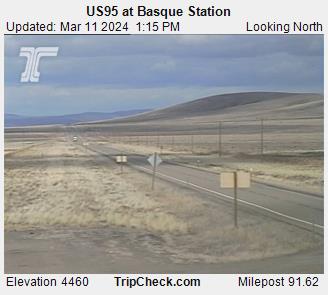 US95 at Basque Station
Updated: Mar 11 2024 1:15 PM Looking North
Elevation 4460 TripCheck.com Milepost 91.62